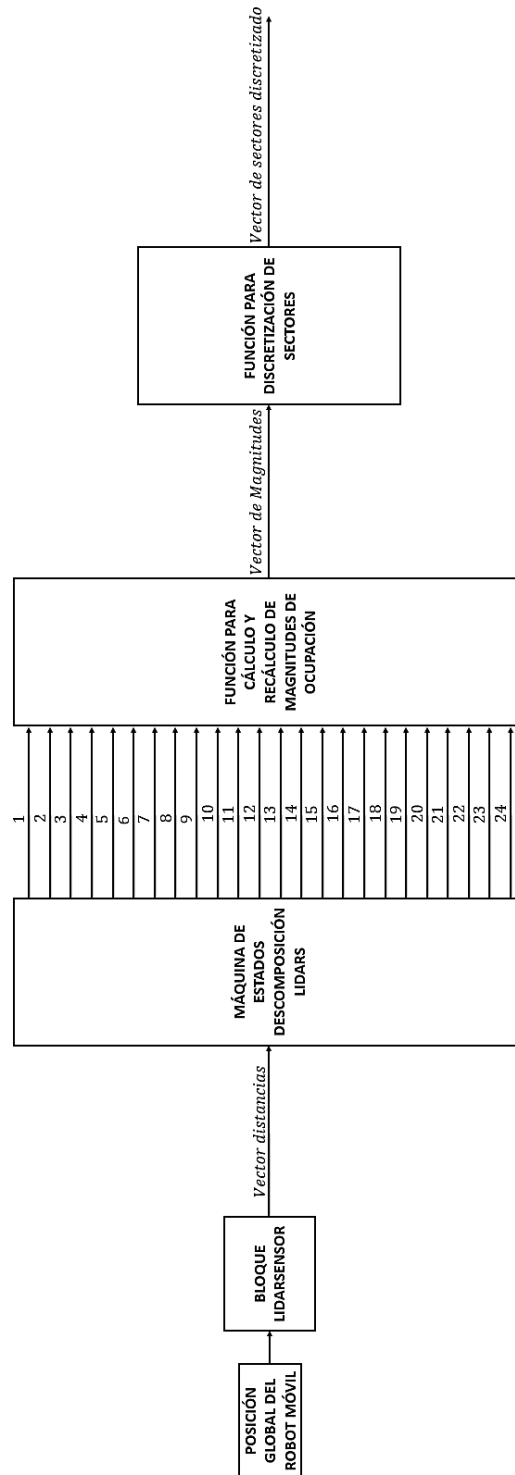 POSICIÓN
GLOBAL DEL
ROBOT MÓVIL
BLOQUE
LIDARSENSOR
Vector distancias
MÁQUINA DE
ESTADOS
DESCOMPOSICIÓN
LIDARS
1
2
3
4
5
6
7
8
9
10
11
12
13
14
15
16
17
18
19
20
21
22
23
24
FUNCIÓN PARA
CÁLCULO Y
RECÁLCULO DE
MAGNITUDES DE
OCUPACIÓN
Vector de Magnitudes
FUNCIÓN PARA
DISCRETIZACIÓN DE
SECTORES
Vector de sectores discretizado